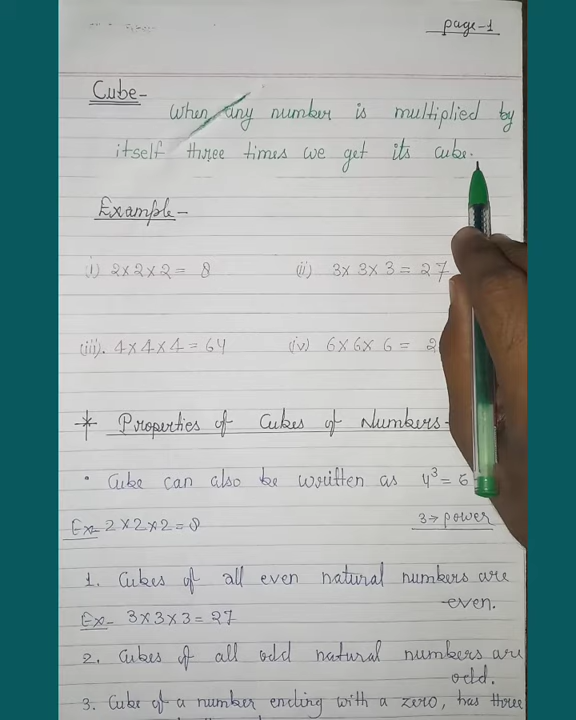 page-1
Cube-
When any number is multiplied by
itself three times we get its cube.
Example-
(i) 2×2×2= 8 (ii) 3×3×3=27
(iii). 4×4×4=64 (iv) 6×6×6= 2
* Properties of Cubes of Numbers-
• Cube can also be written as 4³=6
Ex- 2×2×2=8 3→power
1. Cubes of all even natural numbers are
even.
Ex- 3×3×3=27
2. Cubes of all odd natural numbers are
odd.
3. Cube of a number ending with a zero, has three